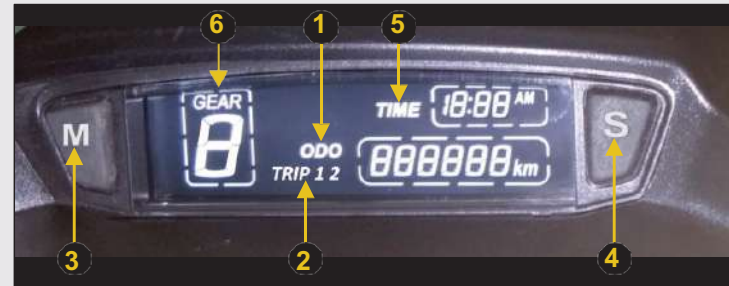 6 1 5
GEAR TIME 18:88 AM
M 8 ODO S
TRIP 1 2 888888 km
3 2 4